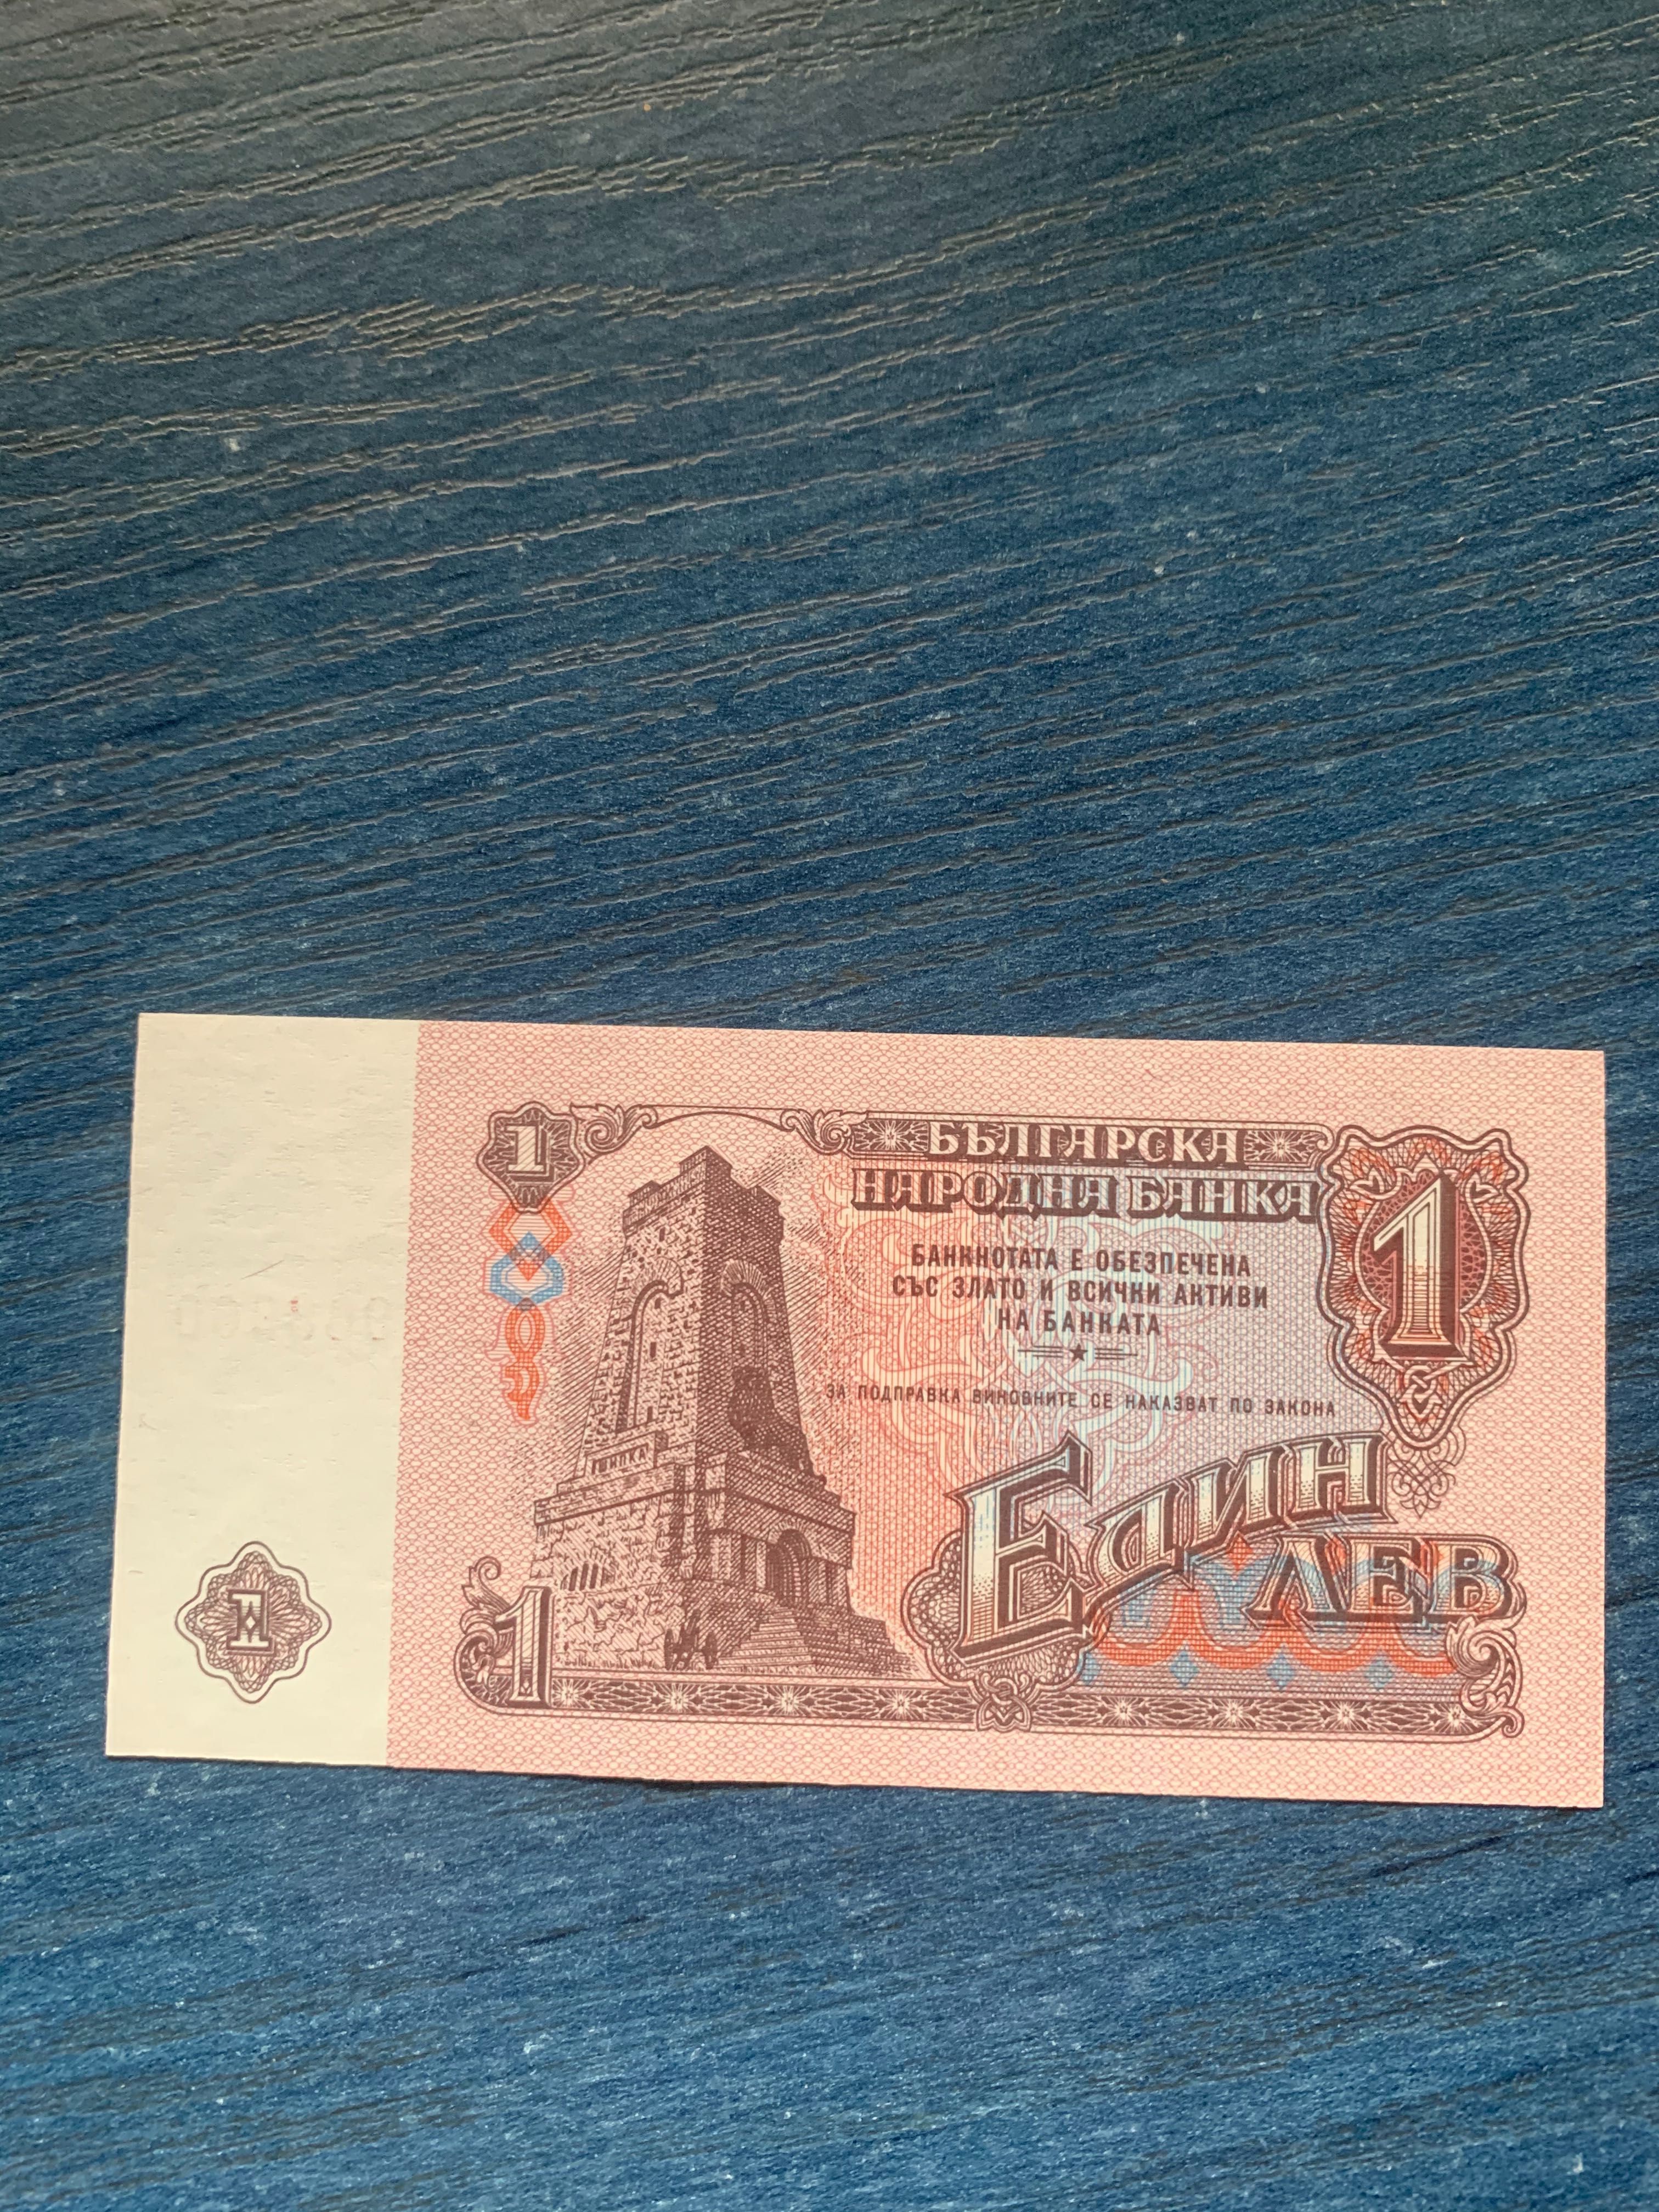 1
БЪЛГАРСКА
НАРОДНА БАНКА
1
БАНКНОТАТА Е ОБЕЗПЕЧЕНА
СЪС ЗЛАТО И ВСИЧКИ АКТИВИ
НА БАНКАТА
ЗА ПОДПРАВКА ВИНОВНИТЕ СЕ НАКАЗВАТ ПО ЗАКОНА
ШИПКА
Един
ЛЕВ
1
1